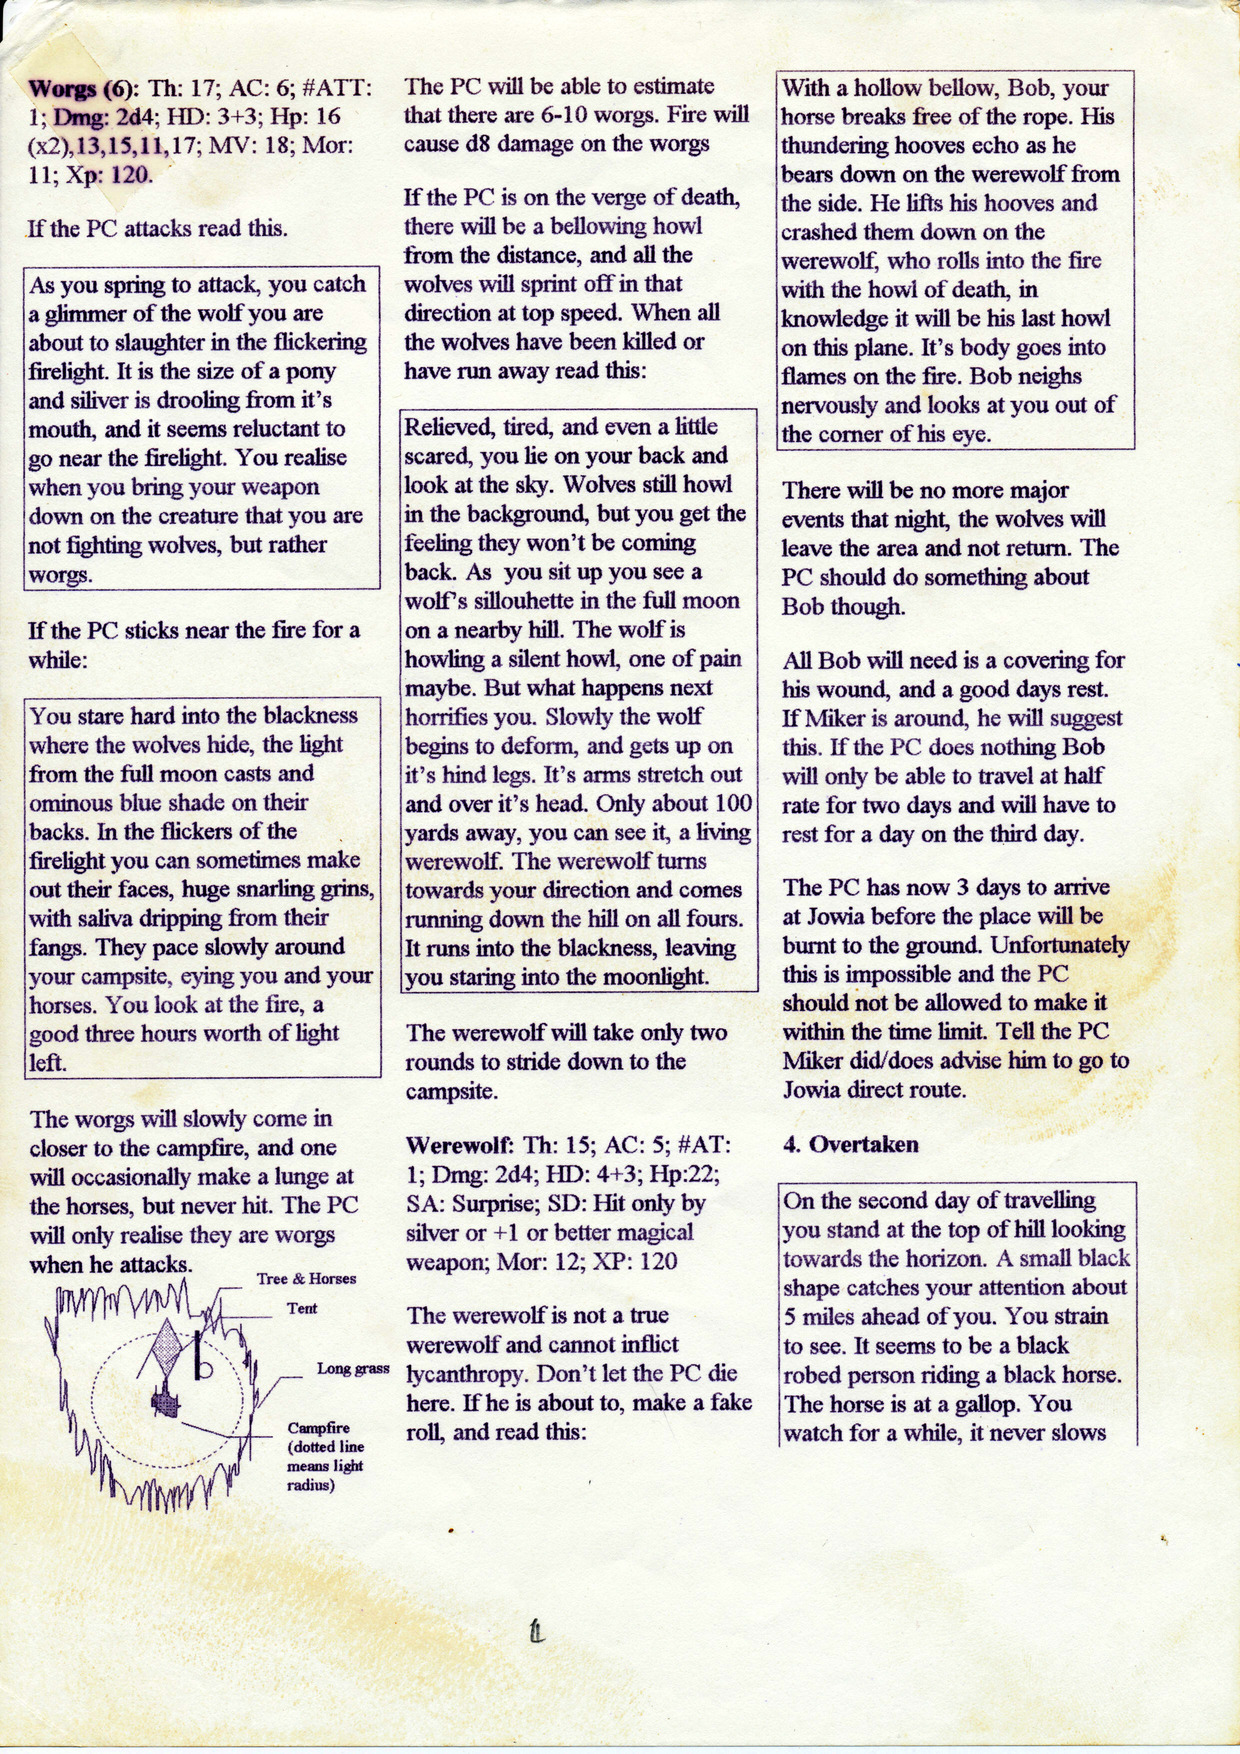 Worgs (6): Th: 17; AC: 6; #ATT:
1; Dmg: 2d4; HD: 3+3; Hp: 16
(x2),13,15,11,17; MV: 18; Mor:
11; Xp: 120.
If the PC attacks read this.
As you spring to attack, you catch
a glimmer of the wolf you are
about to slaughter in the flickering
firelight. It is the size of a pony
and siliver is drooling from it's
mouth, and it seems reluctant to
go near the firelight. You realise
when you bring your weapon
down on the creature that you are
not fighting wolves, but rather
worgs.
If the PC sticks near the fire for a
while:
You stare hard into the blackness
where the wolves hide, the light
from the full moon casts and
ominous blue shade on their
backs. In the flickers of the
firelight you can sometimes make
out their faces, huge snarling grins,
with saliva dripping from their
fangs. They pace slowly around
your campsite, eying you and your
horses. You look at the fire, a
good three hours worth of light
left.
The worgs will slowly come in
closer to the campfire, and one
will occasionally make a lunge at
the horses, but never hit. The PC
will only realise they are worgs
when he attacks.
Tree & Horses
Tent
Long grass
Campfire
(dotted line
means light
radius)
The PC will be able to estimate
that there are 6-10 worgs. Fire will
cause d8 damage on the worgs
If the PC is on the verge of death,
there will be a bellowing howl
from the distance, and all the
wolves will sprint off in that
direction at top speed. When all
the wolves have been killed or
have run away read this:
Relieved, tired, and even a little
scared, you lie on your back and
look at the sky. Wolves still howl
in the background, but you get the
feeling they won't be coming
back. As you sit up you see a
wolf's sillouhette in the full moon
on a nearby hill. The wolf is
howling a silent howl, one of pain
maybe. But what happens next
horrifies you. Slowly the wolf
begins to deform, and gets up on
it's hind legs. It's arms stretch out
and over it's head. Only about 100
yards away, you can see it, a living
werewolf. The werewolf turns
towards your direction and comes
running down the hill on all fours.
It runs into the blackness, leaving
you staring into the moonlight.
The werewolf will take only two
rounds to stride down to the
campsite.
Werewolf: Th: 15; AC: 5; #AT:
1; Dmg: 2d4; HD: 4+3; Hp:22;
SA: Surprise; SD: Hit only by
silver or +1 or better magical
weapon; Mor: 12; XP: 120
The werewolf is not a true
werewolf and cannot inflict
lycanthropy. Don't let the PC die
here. If he is about to, make a fake
roll, and read this:
With a hollow bellow, Bob, your
horse breaks free of the rope. His
thundering hooves echo as he
bears down on the werewolf from
the side. He lifts his hooves and
crashed them down on the
werewolf, who rolls into the fire
with the howl of death, in
knowledge it will be his last howl
on this plane. It's body goes into
flames on the fire. Bob neighs
nervously and looks at you out of
the corner of his eye.
There will be no more major
events that night, the wolves will
leave the area and not return. The
PC should do something about
Bob though.
All Bob will need is a covering for
his wound, and a good days rest.
If Miker is around, he will suggest
this. If the PC does nothing Bob
will only be able to travel at half
rate for two days and will have to
rest for a day on the third day.
The PC has now 3 days to arrive
at Jowia before the place will be
burnt to the ground. Unfortunately
this is impossible and the PC
should not be allowed to make it
within the time limit. Tell the PC
Miker did/does advise him to go to
Jowia direct route.
4. Overtaken
On the second day of travelling
you stand at the top of hill looking
towards the horizon. A small black
shape catches your attention about
5 miles ahead of you. You strain
to see. It seems to be a black
robed person riding a black horse.
The horse is at a gallop. You
watch for a while, it never slows